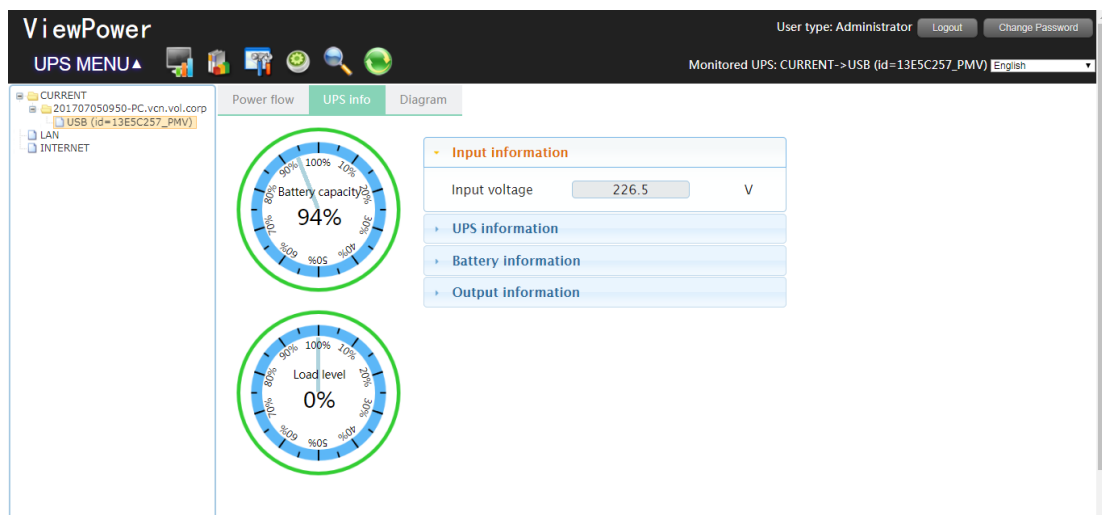 ViewPower
User type: Administrator Logout Change Password
UPS MENU▲
Monitored UPS: CURRENT->USB (id=13E5C257_PMV) English
CURRENT
201707050950-PC.vcn.vol.corp
USB (id=13E5C257_PMV)
LAN
INTERNET
Power flow UPS info Diagram
100% 10% 20% 30% 40% 50% 60% 70% 80% 90%
Battery capacity
94%
100% 10% 20% 30% 40% 50% 60% 70% 80% 90%
Load level
0%
Input information
Input voltage 226.5 V
UPS information
Battery information
Output information